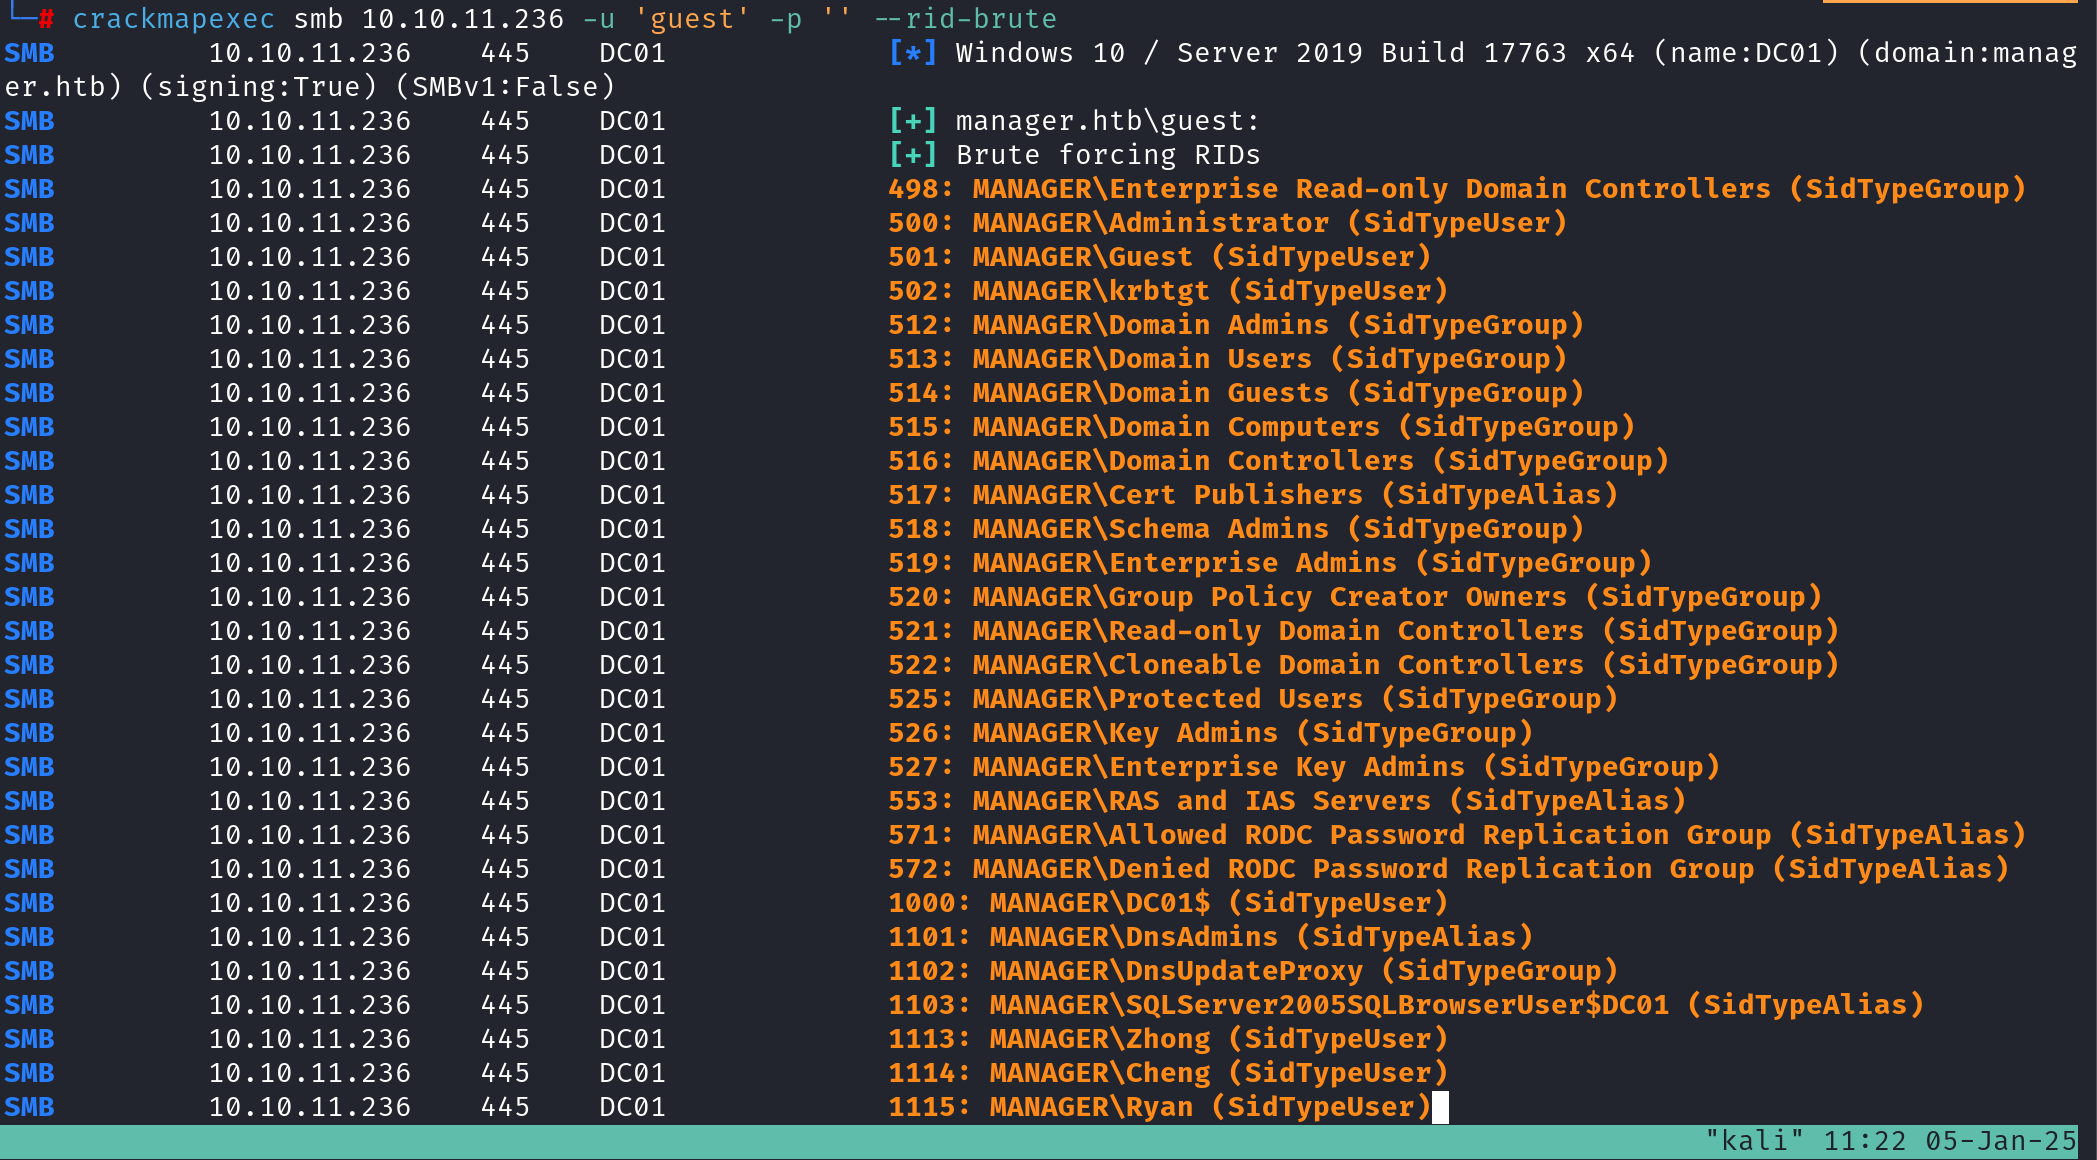 └─# crackmapexec smb 10.10.11.236 -u 'guest' -p '' --rid-brute
SMB         10.10.11.236    445    DC01             [*] Windows 10 / Server 2019 Build 17763 x64 (name:DC01) (domain:manag
er.htb) (signing:True) (SMBv1:False)
SMB         10.10.11.236    445    DC01             [+] manager.htb\guest:
SMB         10.10.11.236    445    DC01             [+] Brute forcing RIDs
SMB         10.10.11.236    445    DC01             498: MANAGER\Enterprise Read-only Domain Controllers (SidTypeGroup)
SMB         10.10.11.236    445    DC01             500: MANAGER\Administrator (SidTypeUser)
SMB         10.10.11.236    445    DC01             501: MANAGER\Guest (SidTypeUser)
SMB         10.10.11.236    445    DC01             502: MANAGER\krbtgt (SidTypeUser)
SMB         10.10.11.236    445    DC01             512: MANAGER\Domain Admins (SidTypeGroup)
SMB         10.10.11.236    445    DC01             513: MANAGER\Domain Users (SidTypeGroup)
SMB         10.10.11.236    445    DC01             514: MANAGER\Domain Guests (SidTypeGroup)
SMB         10.10.11.236    445    DC01             515: MANAGER\Domain Computers (SidTypeGroup)
SMB         10.10.11.236    445    DC01             516: MANAGER\Domain Controllers (SidTypeGroup)
SMB         10.10.11.236    445    DC01             517: MANAGER\Cert Publishers (SidTypeAlias)
SMB         10.10.11.236    445    DC01             518: MANAGER\Schema Admins (SidTypeGroup)
SMB         10.10.11.236    445    DC01             519: MANAGER\Enterprise Admins (SidTypeGroup)
SMB         10.10.11.236    445    DC01             520: MANAGER\Group Policy Creator Owners (SidTypeGroup)
SMB         10.10.11.236    445    DC01             521: MANAGER\Read-only Domain Controllers (SidTypeGroup)
SMB         10.10.11.236    445    DC01             522: MANAGER\Cloneable Domain Controllers (SidTypeGroup)
SMB         10.10.11.236    445    DC01             525: MANAGER\Protected Users (SidTypeGroup)
SMB         10.10.11.236    445    DC01             526: MANAGER\Key Admins (SidTypeGroup)
SMB         10.10.11.236    445    DC01             527: MANAGER\Enterprise Key Admins (SidTypeGroup)
SMB         10.10.11.236    445    DC01             553: MANAGER\RAS and IAS Servers (SidTypeAlias)
SMB         10.10.11.236    445    DC01             571: MANAGER\Allowed RODC Password Replication Group (SidTypeAlias)
SMB         10.10.11.236    445    DC01             572: MANAGER\Denied RODC Password Replication Group (SidTypeAlias)
SMB         10.10.11.236    445    DC01             1000: MANAGER\DC01$ (SidTypeUser)
SMB         10.10.11.236    445    DC01             1101: MANAGER\DnsAdmins (SidTypeAlias)
SMB         10.10.11.236    445    DC01             1102: MANAGER\DnsUpdateProxy (SidTypeGroup)
SMB         10.10.11.236    445    DC01             1103: MANAGER\SQLServer2005SQLBrowserUser$DC01 (SidTypeAlias)
SMB         10.10.11.236    445    DC01             1113: MANAGER\Zhong (SidTypeUser)
SMB         10.10.11.236    445    DC01             1114: MANAGER\Cheng (SidTypeUser)
SMB         10.10.11.236    445    DC01             1115: MANAGER\Ryan (SidTypeUser)
"kali" 11:22 05-Jan-25